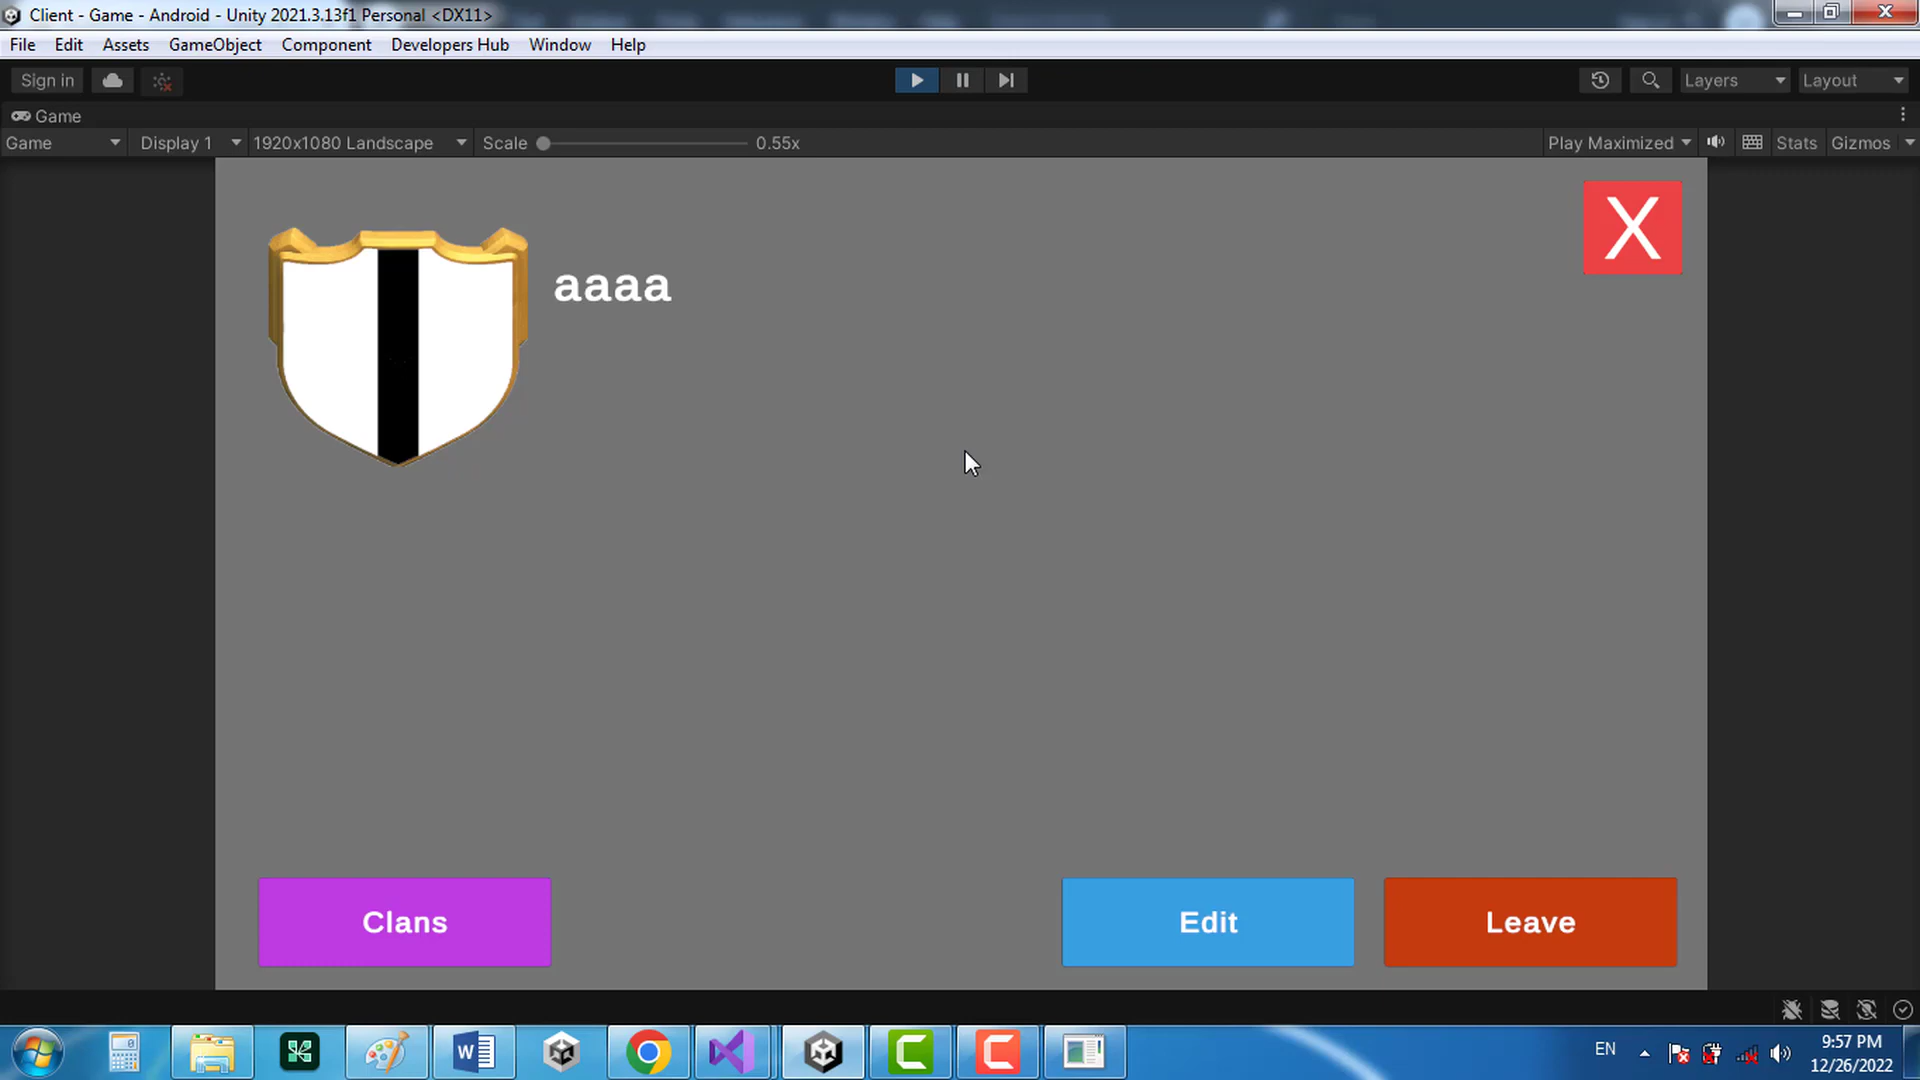 Client - Game - Android - Unity 2021.3.13f1 Personal <DX11>
File Edit Assets GameObject Component Developers Hub Window Help
Sign in Layers Layout
Game
Game Display 1 1920x1080 Landscape Scale 0.55x Play Maximized Stats Gizmos
X
aaaa
Clans Edit Leave
EN 9:57 PM
12/26/2022